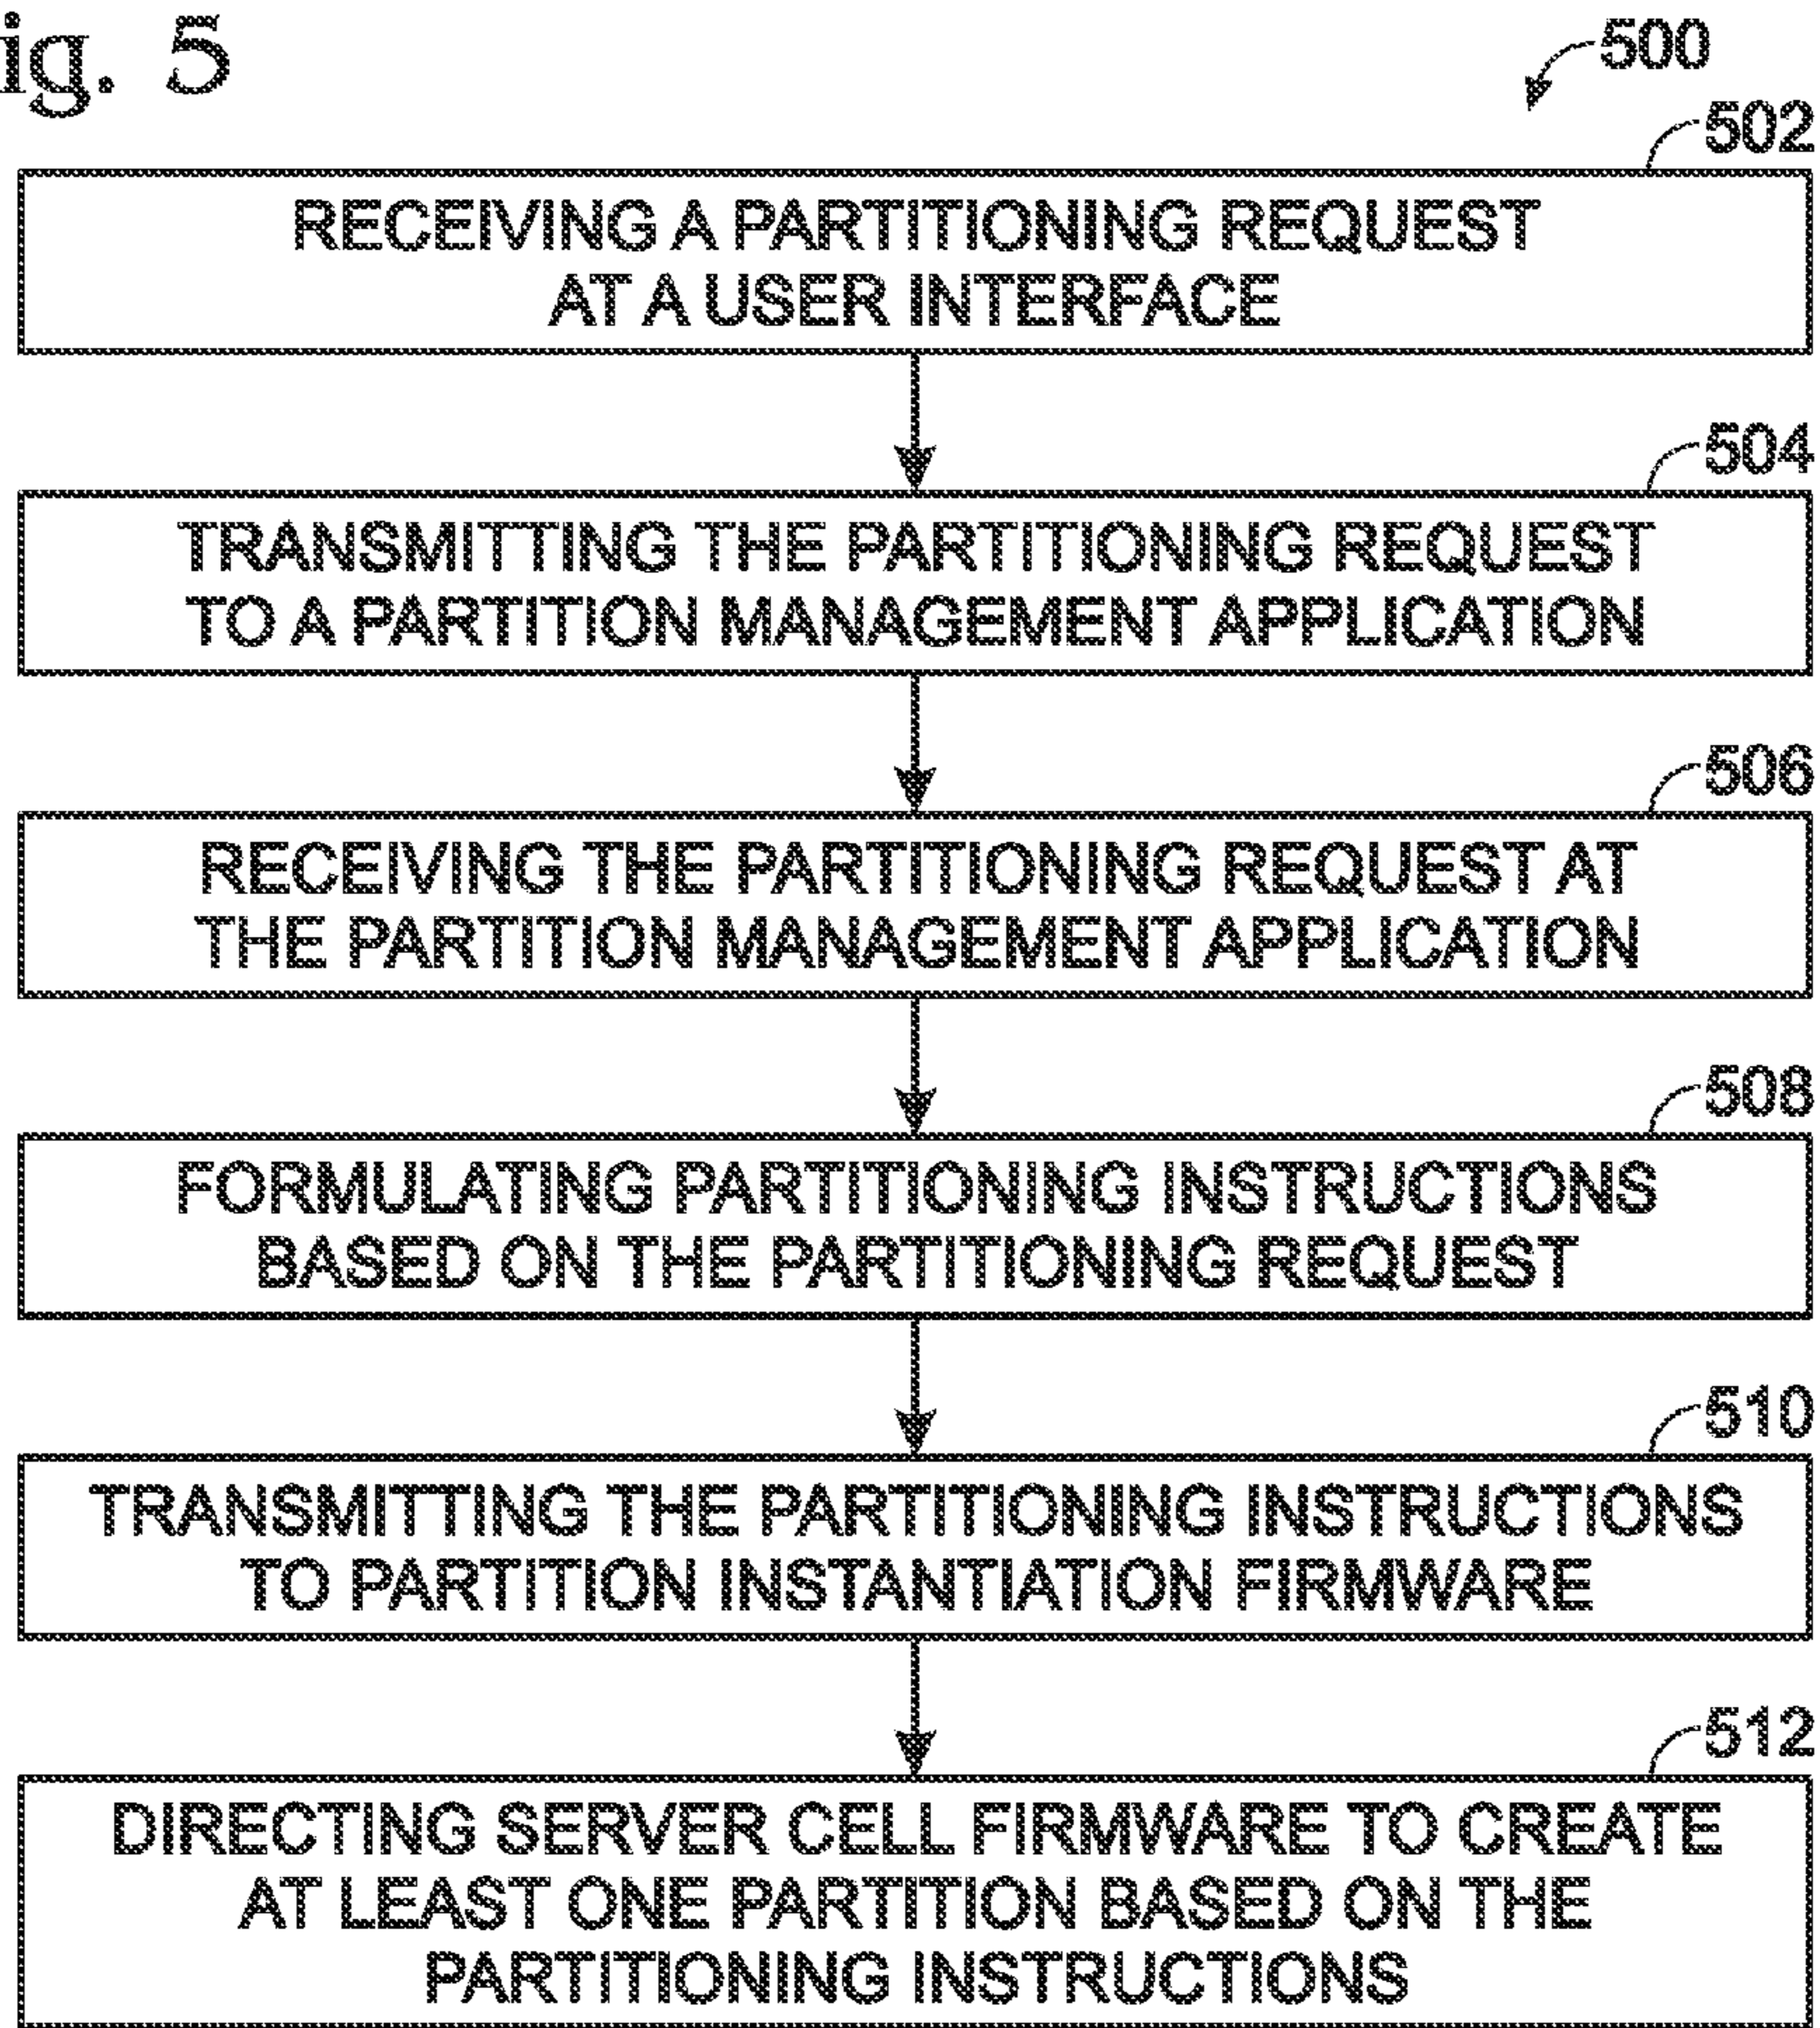 ig. 5
500
502
RECEIVING A PARTITIONING REQUEST
AT A USER INTERFACE
504
TRANSMITTING THE PARTITIONING REQUEST
TO A PARTITION MANAGEMENT APPLICATION
506
RECEIVING THE PARTITIONING REQUEST AT
THE PARTITION MANAGEMENT APPLICATION
508
FORMULATING PARTITIONING INSTRUCTIONS
BASED ON THE PARTITIONING REQUEST
510
TRANSMITTING THE PARTITIONING INSTRUCTIONS
TO PARTITION INSTANTIATION FIRMWARE
512
DIRECTING SERVER CELL FIRMWARE TO CREATE
AT LEAST ONE PARTITION BASED ON THE
PARTITIONING INSTRUCTIONS